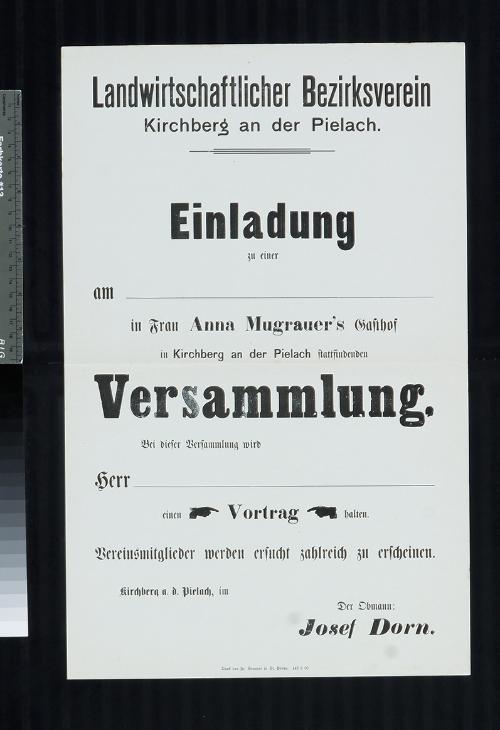 Landwirtschaftlicher Bezirksverein
Kirchberg an der Pielach.
Einladung
zu einer
am
in Frau Anna Mugrauer's Gasthof
in Kirchberg an der Pielach stattfindenden
Versammlung.
Bei dieser Versammlung wird
Herr
einen Vortrag halten.
Vereinsmitglieder werden ersucht zahlreich zu erscheinen.
Kirchberg a. d. Pielach, im
Der Obmann:
Josef Dorn.